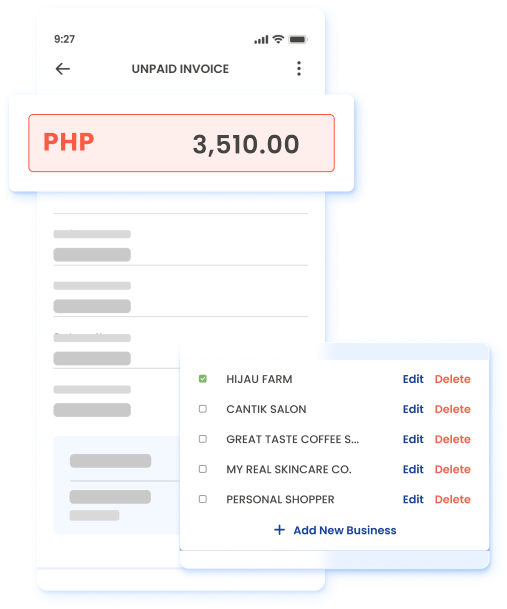 9:27
UNPAID INVOICE
PHP 3,510.00
HIJAU FARM Edit Delete
CANTIK SALON Edit Delete
GREAT TASTE COFFEE S... Edit Delete
MY REAL SKINCARE CO. Edit Delete
PERSONAL SHOPPER Edit Delete
+ Add New Business